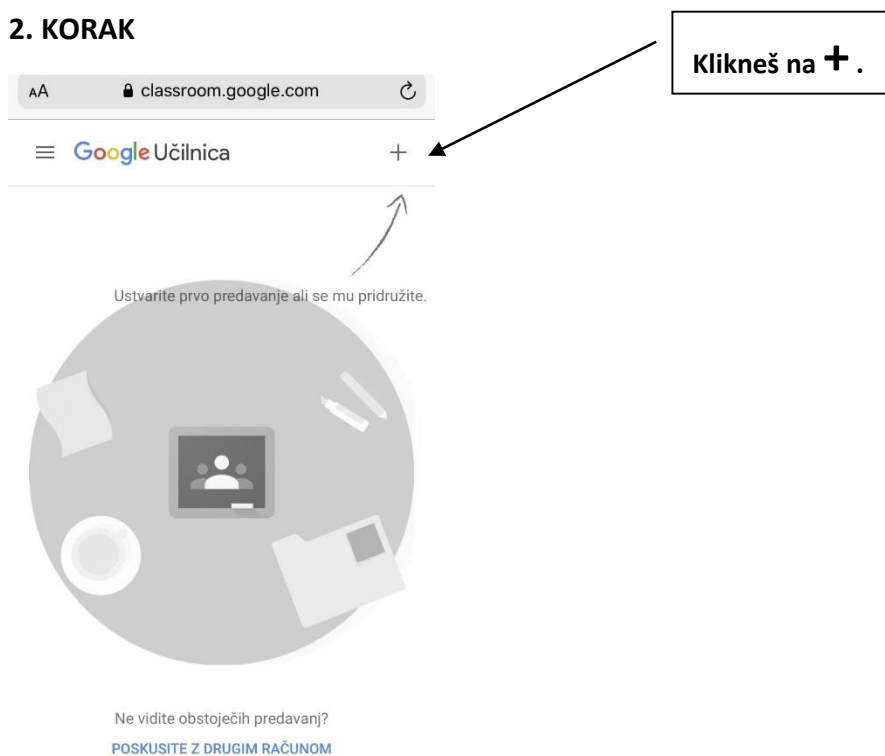 2. KORAK
Klikneš na + .
AA classroom.google.com
Google Učilnica +
Ustvarite prvo predavanje ali se mu pridružite.
Ne vidite obstoječih predavanj?
POSKUSITE Z DRUGIM RAČUNOM